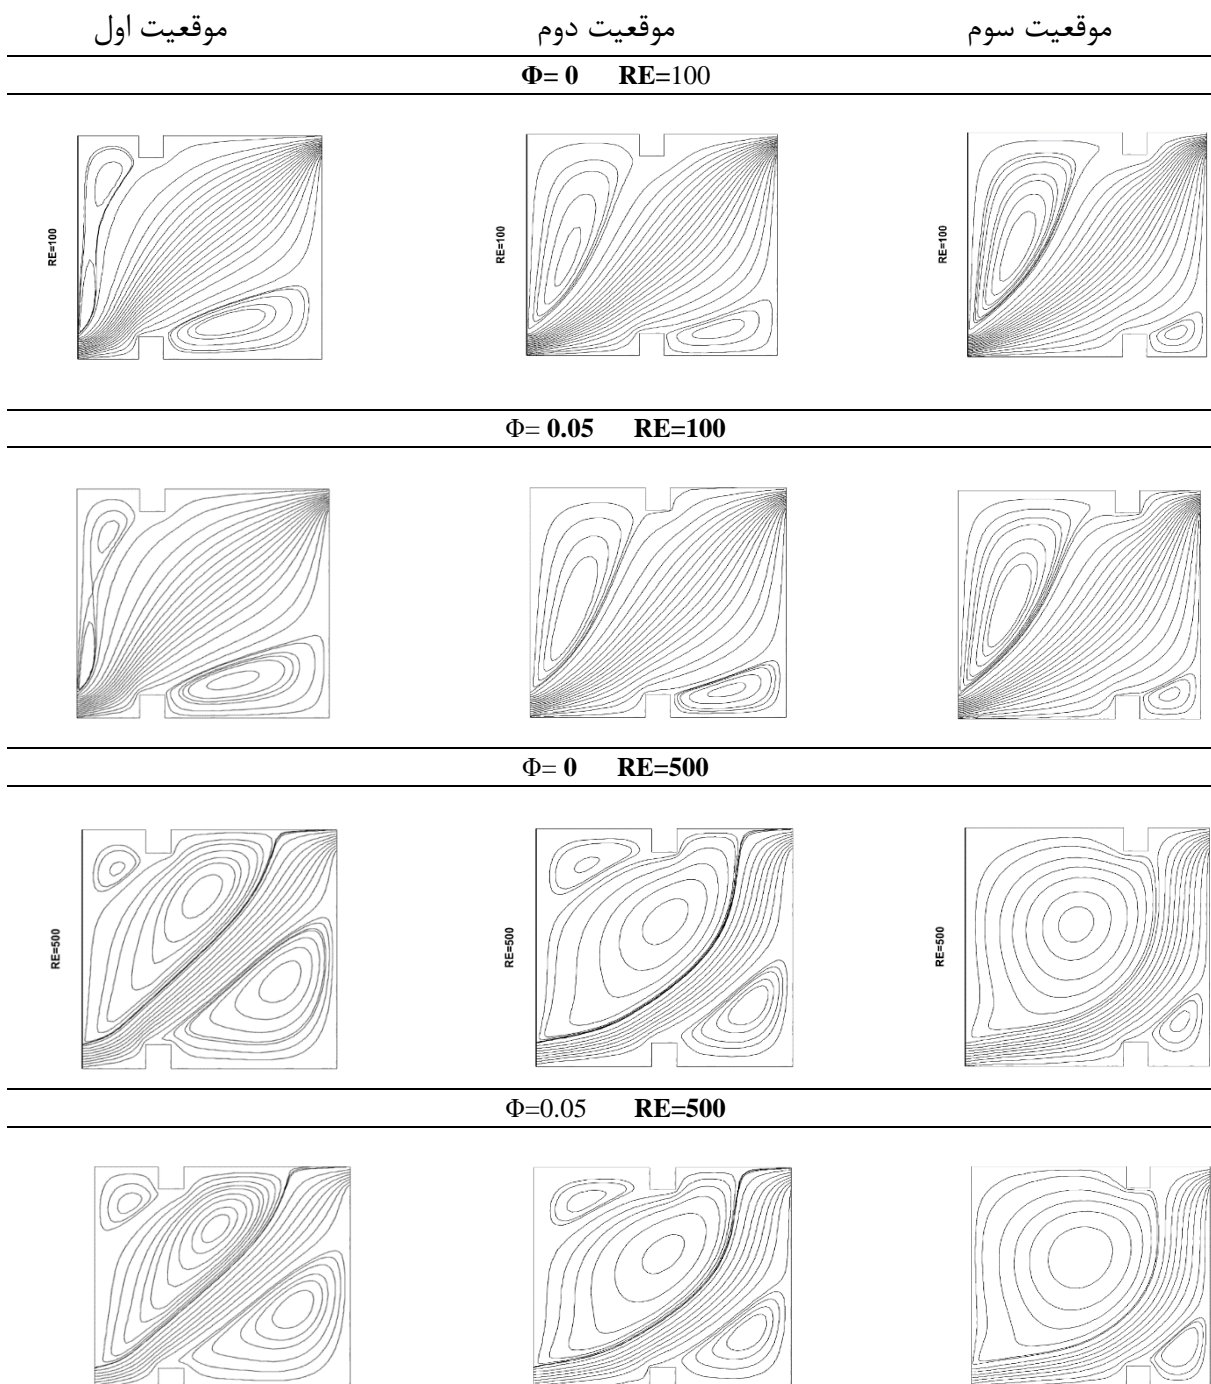 موقعیت اول موقعیت دوم موقعیت سوم
Φ= 0 RE=100
RE=100
RE=100
RE=100
Φ= 0.05 RE=100
Φ= 0 RE=500
RE=500
RE=500
RE=500
Φ=0.05 RE=500